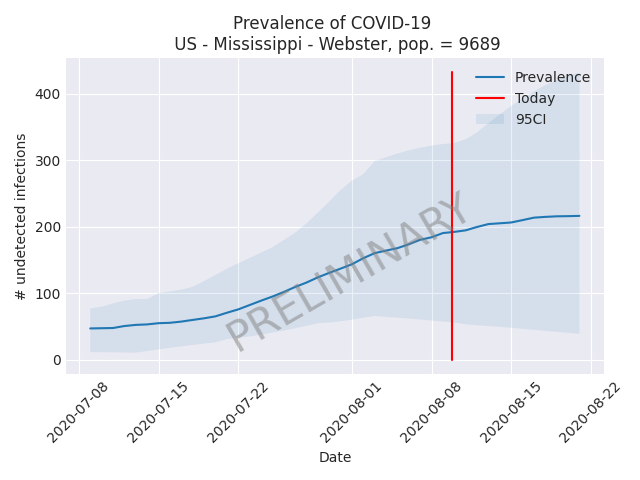 Prevalence of COVID-19
US - Mississippi - Webster, pop. = 9689
Prevalence
Today
95CI
400
300
200
100
0
# undetected infections
PRELIMINARY
2020-07-08
2020-07-15
2020-07-22
2020-08-01
2020-08-08
2020-08-15
2020-08-22
Date